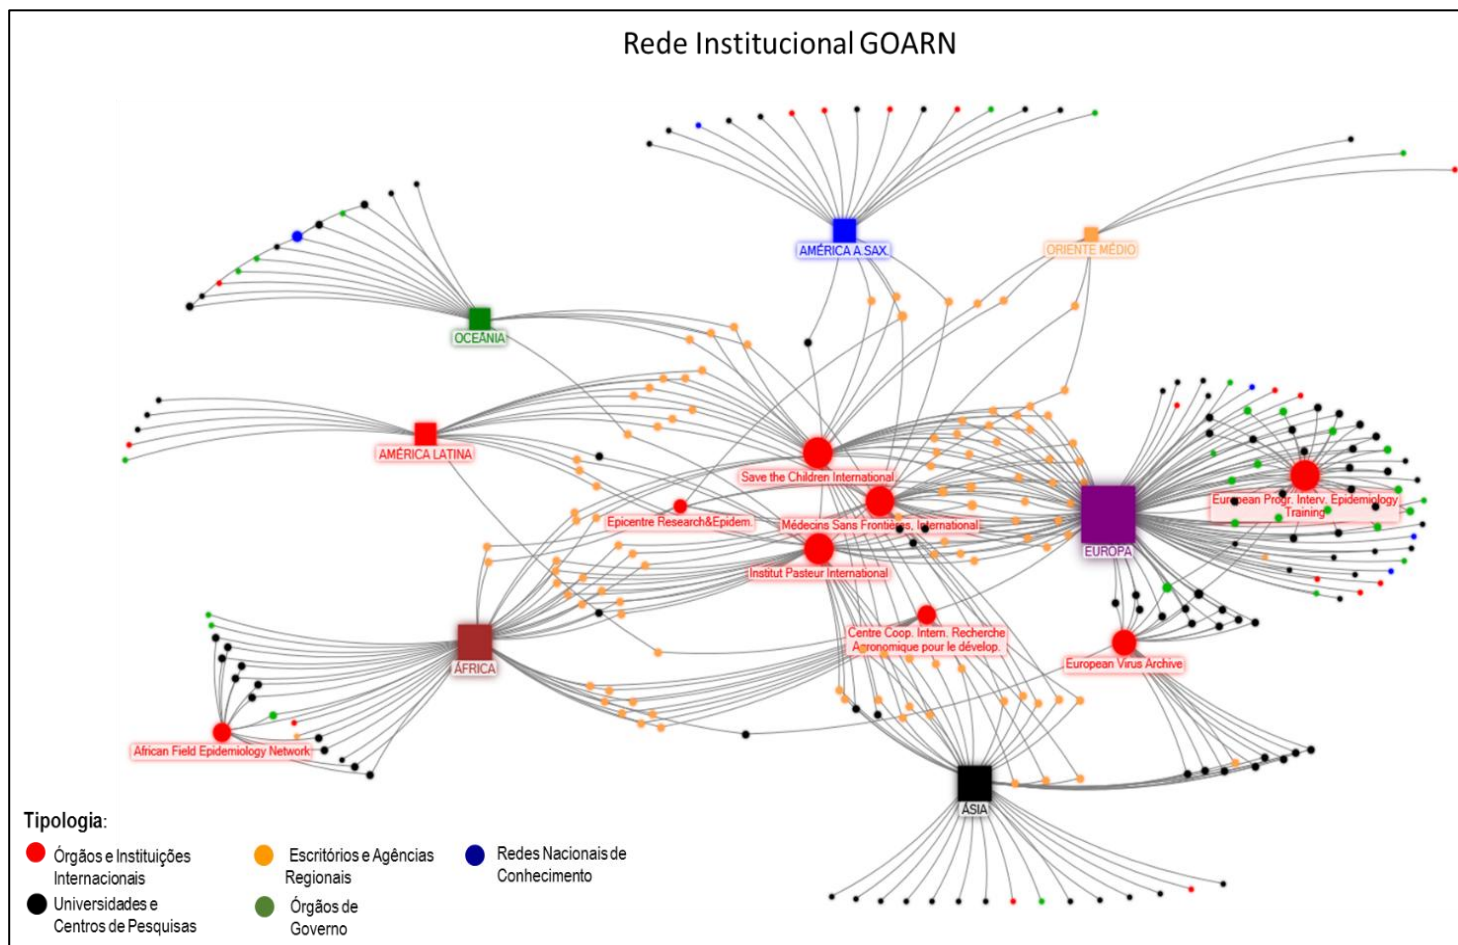 Rede Institucional GOARN
AMÉRICA A.SAX.
ORIENTE MÉDIO
OCEÂNIA
AMÉRICA LATINA
Save the Children International
European Progr. Interv. Epidemiology
Training
Epicentre Research&Epidem.
Médecins Sans Frontières, International
EUROPA
Institut Pasteur International
Centre Coop. Intern. Recherche
Agronomique pour le dévelop.
European Virus Archive
ÁFRICA
African Field Epidemiology Network
ÁSIA
Tipologia:
Órgãos e Instituições
Internacionais
Universidades e
Centros de Pesquisas
Escritórios e Agências
Regionais
Órgãos de
Governo
Redes Nacionais de
Conhecimento